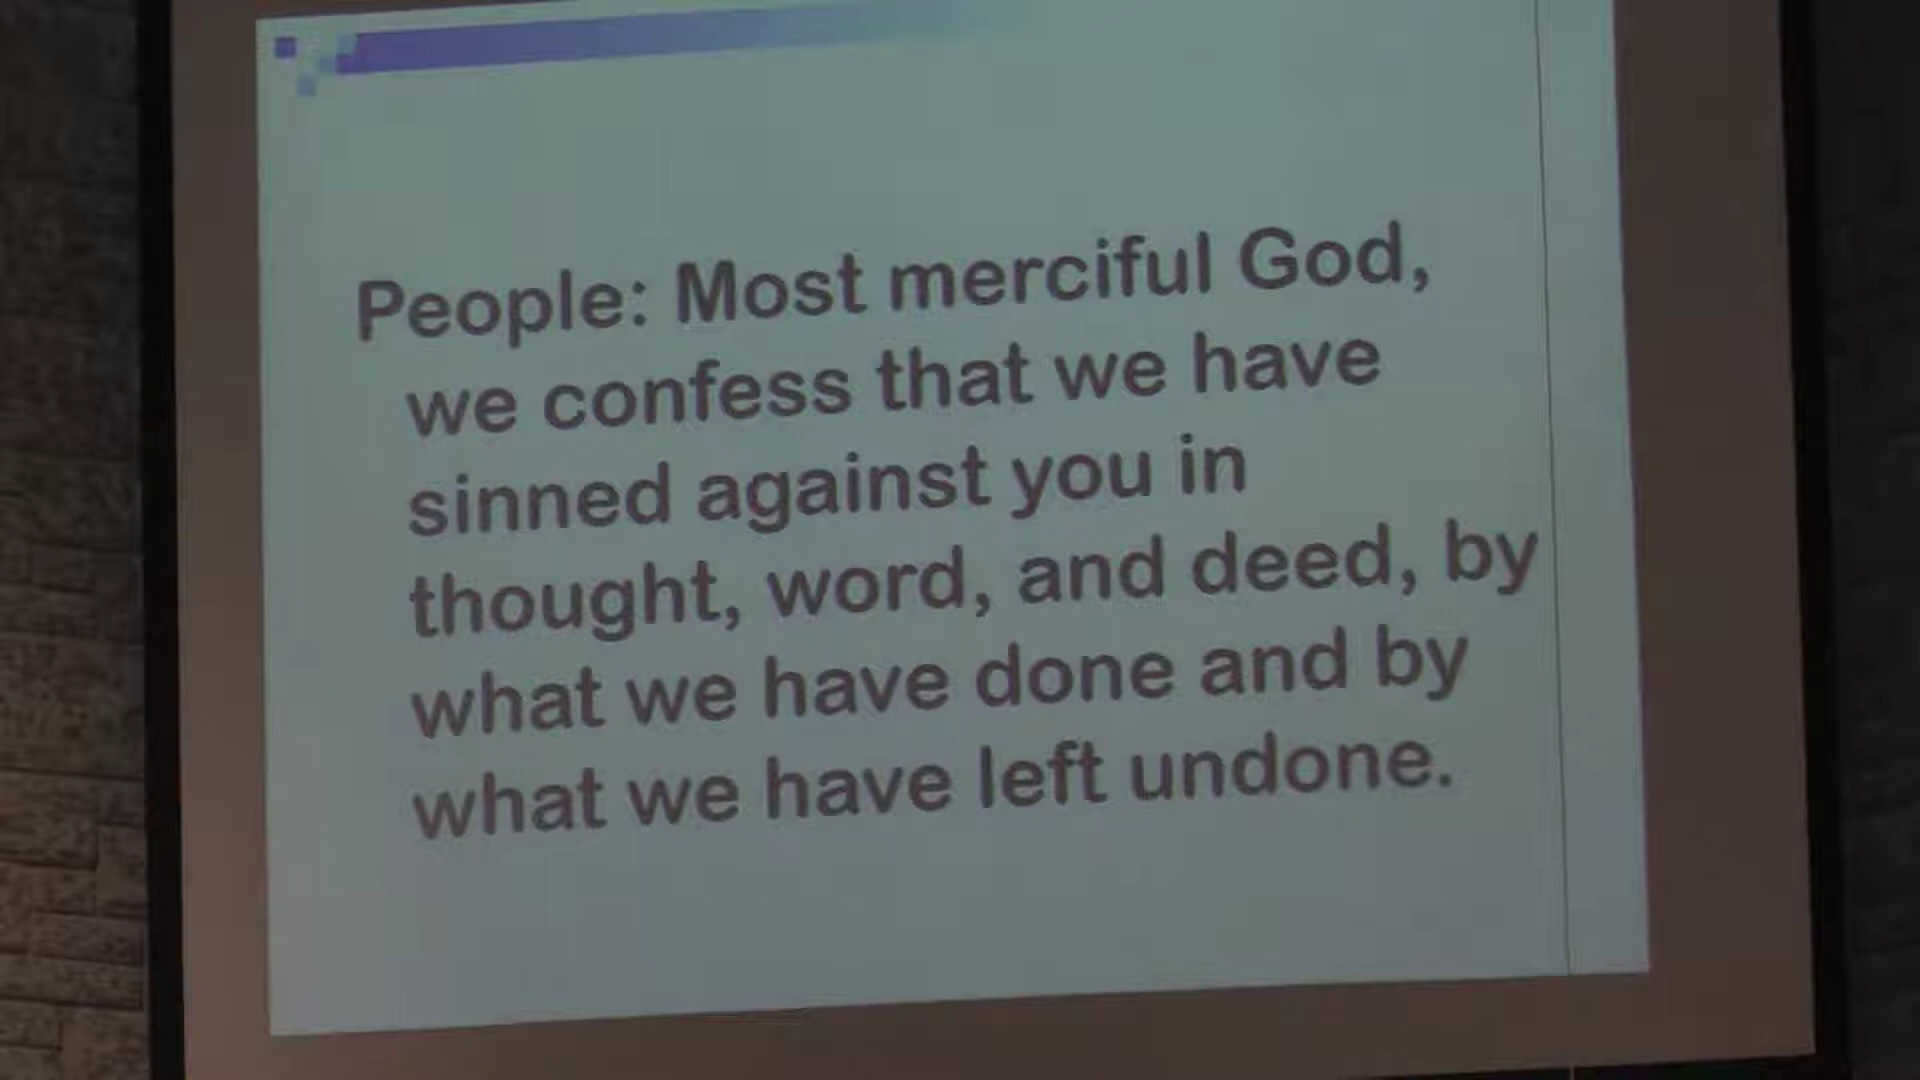 People: Most merciful God,
we confess that we have
sinned against you in
thought, word, and deed, by
what we have done and by
what we have left undone.